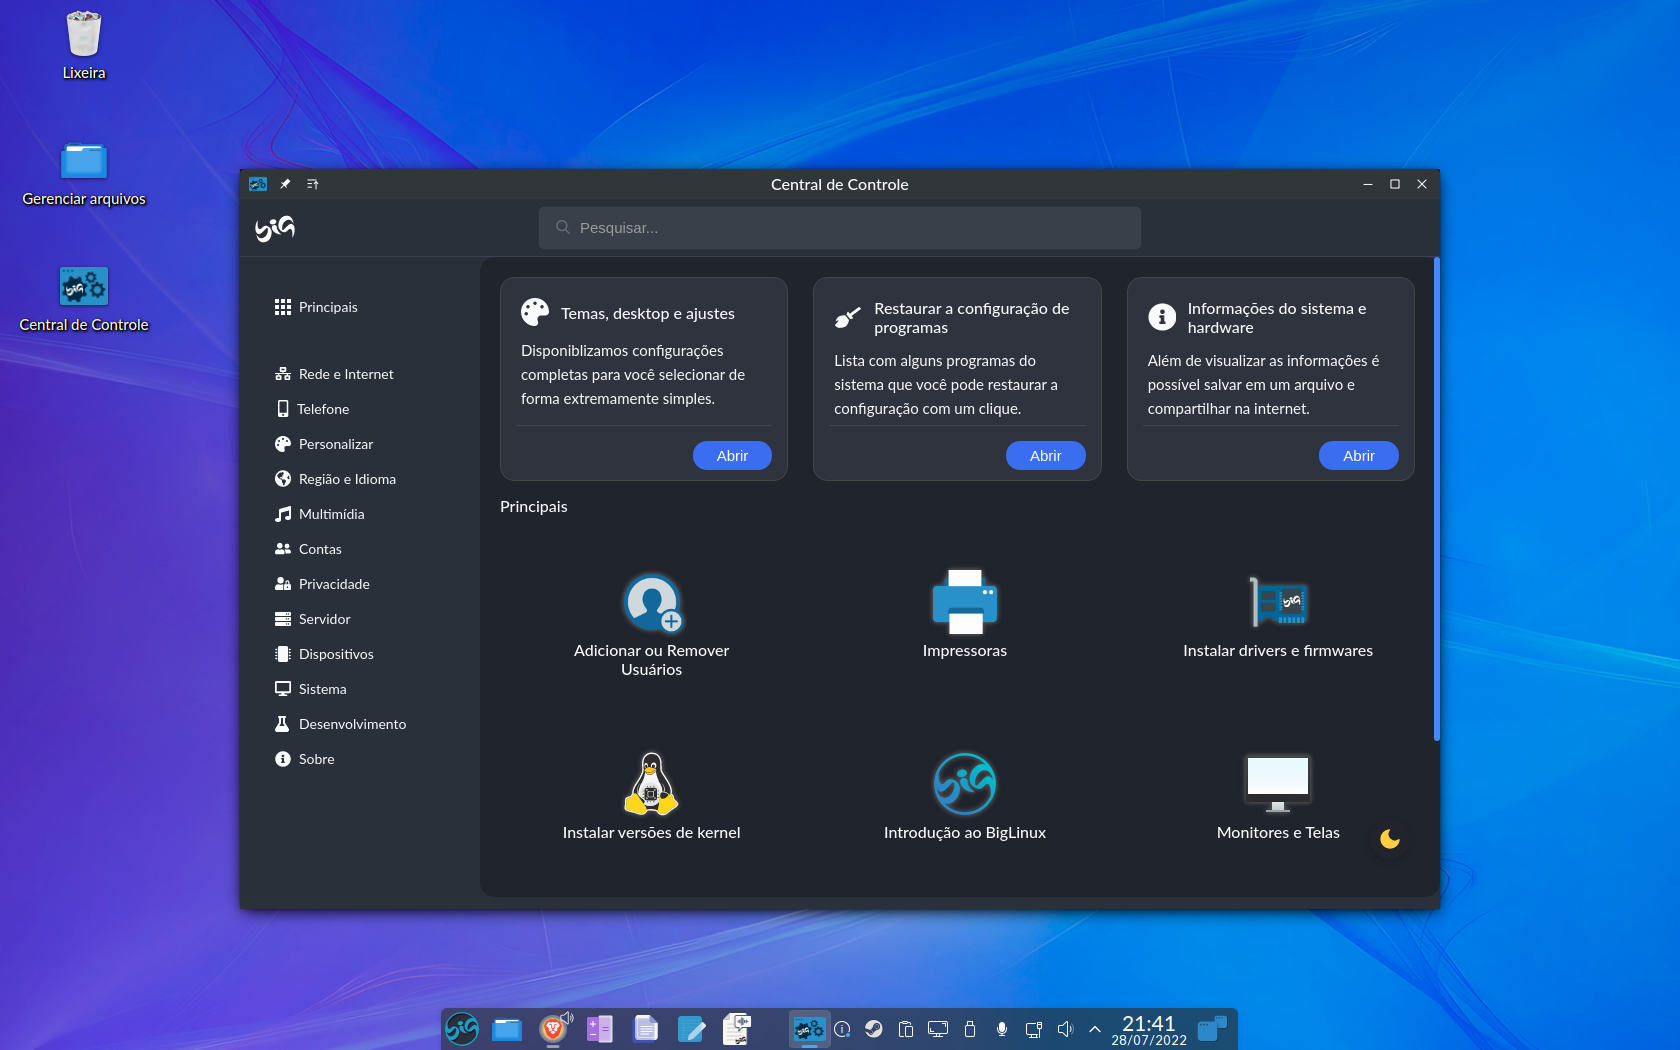 Lixeira
Gerenciar arquivos
Central de Controle
Central de Controle
big
Pesquisar...
Principais
Rede e Internet
Telefone
Personalizar
Região e Idioma
Multimídia
Contas
Privacidade
Servidor
Dispositivos
Sistema
Desenvolvimento
Sobre
Temas, desktop e ajustes
Disponiblizamos configurações
completas para você selecionar de
forma extremamente simples.
Abrir
Restaurar a configuração de
programas
Lista com alguns programas do
sistema que você pode restaurar a
configuração com um clique.
Abrir
Informações do sistema e
hardware
Além de visualizar as informações é
possível salvar em um arquivo e
compartilhar na internet.
Abrir
Principais
Adicionar ou Remover
Usuários
Impressoras
big
Instalar drivers e firmwares
Instalar versões de kernel
big
Introdução ao BigLinux
Monitores e Telas
big
21:41
28/07/2022